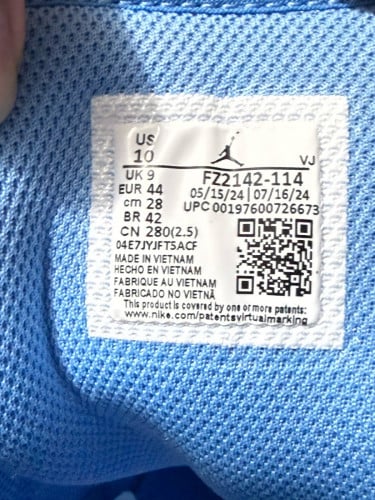 US
10
UK 9
EUR 44
cm 28
BR 42
CN 280(2.5)
04E7JYJFT5ACF
VJ
FZ2142-114
05/15/24 | 07/16/24
UPC 00197600726673
MADE IN VIETNAM
HECHO EN VIETNAM
FABRIQUE AU VIETNAM
FABRICADO NO VIETNÃ
This product is covered by one or more patents:
www.nike.com/patentsvirtualmarking